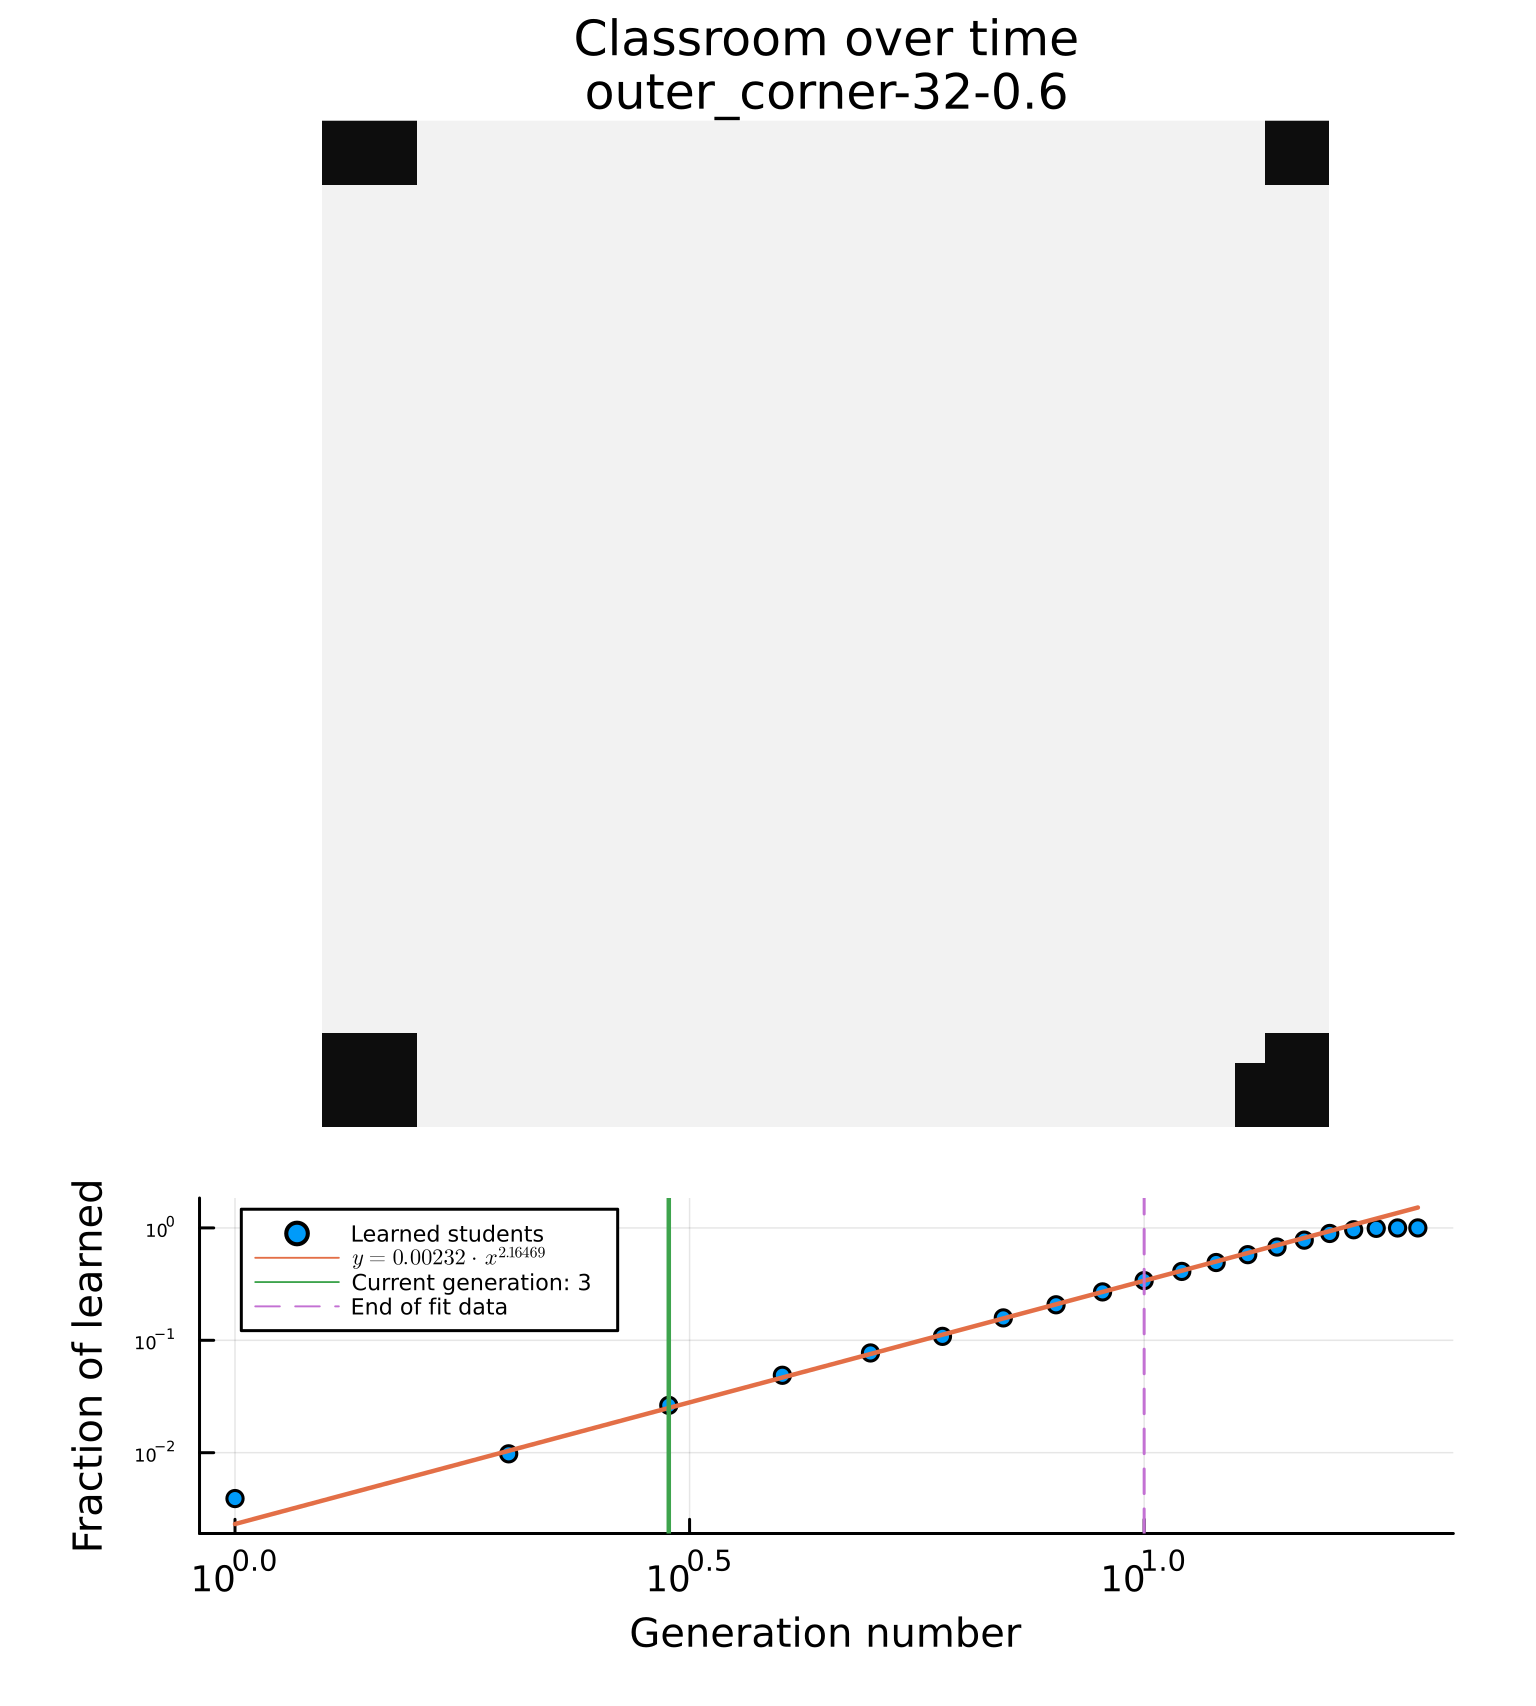 Classroom over time
outer_corner-32-0.6
Fraction of learned
10^0
10^-1
10^-2
Learned students
y = 0.00232 · x^2.16469
Current generation: 3
End of fit data
10^0.0
10^0.5
10^1.0
Generation number